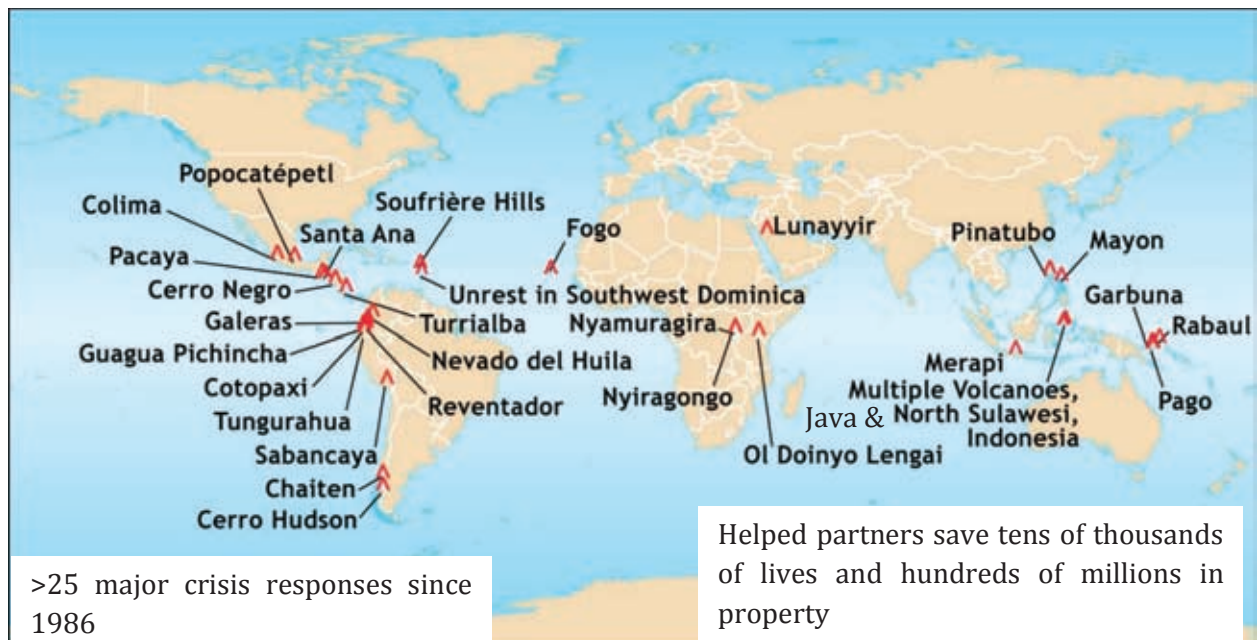 Popocatépetl
Colima
Soufrière Hills
Fogo
Lunayyir
Santa Ana
Pinatubo
Mayon
Pacaya
Cerro Negro
Unrest in Southwest Dominica
Garbuna
Galeras
Turrialba
Nyamuragira
Rabaul
Guagua Pichincha
Nevado del Huila
Merapi
Cotopaxi
Reventador
Nyiragongo
Multiple Volcanoes,
Pago
Tungurahua
Java & North Sulawesi,
Indonesia
Sabancaya
Ol Doinyo Lengai
Chaiten
Cerro Hudson
>25 major crisis responses since
1986
Helped partners save tens of thousands
of lives and hundreds of millions in
property